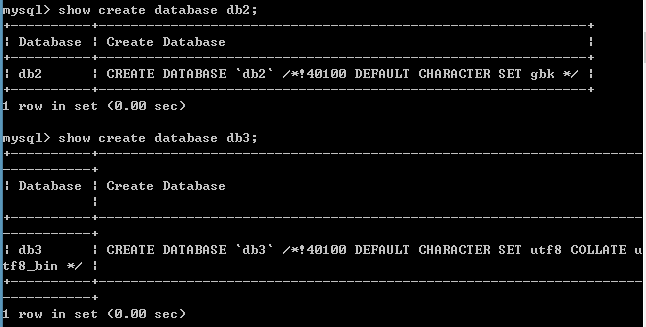 mysql> show create database db2;
+----------+-------------------------------------------------------------+
| Database | Create Database                                             |
+----------+-------------------------------------------------------------+
| db2      | CREATE DATABASE `db2` /*!40100 DEFAULT CHARACTER SET gbk */ |
+----------+-------------------------------------------------------------+
1 row in set (0.00 sec)
mysql> show create database db3;
+----------+---------------------------------------------------------------------
-----------+
| Database | Create Database
           |
+----------+---------------------------------------------------------------------
-----------+
| db3      | CREATE DATABASE `db3` /*!40100 DEFAULT CHARACTER SET utf8 COLLATE u
tf8_bin */ |
+----------+---------------------------------------------------------------------
-----------+
1 row in set (0.00 sec)